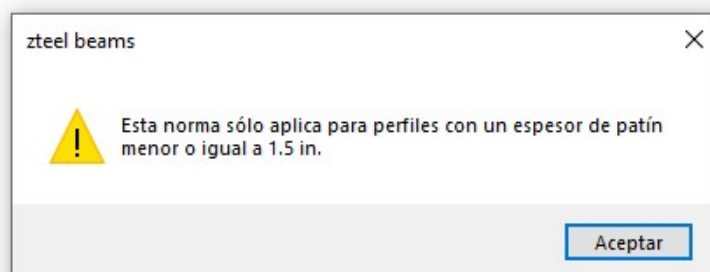 zteel beams
Esta norma sólo aplica para perfiles con un espesor de patín
menor o igual a 1.5 in.
Aceptar